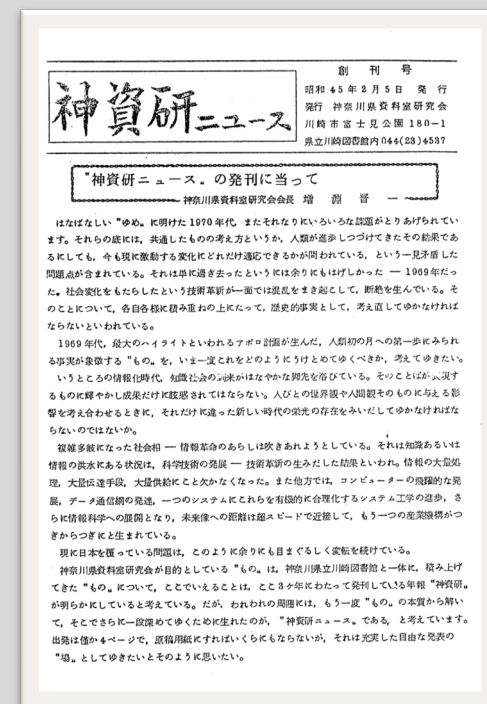 神資研ニュース
創刊号
昭和45年2月5日 発行
発行 神奈川県資料室研究会
川崎市富士見公園180-1
県立川崎図書館内044(23)4537
"神資研ニュース„の発刊に当って
神奈川県資料室研究会会長 増淵晋一
はなばなしい"ゆめ„に明けた1970年代,またそれなりにいろいろな課題がとりあげられてい
ます。それらの底には,共通したものの考え方というか,人類が進歩しつづけてきたその結果であ
るにしても,今も現に激動する変化にどれだけ適応できるかが問われている,という一見矛盾した
問題点が含まれている。それは単に過ぎ去ったというには余りにもはげしかった ― 1969年だっ
た。社会変化をもたらしたという技術革新が一面では混乱をまき起こして,断絶を生んでいる。そ
のことについて,各自各様に積み重ねの上にたって,歴史的事実として,考え直してゆかなければ
ならないといわれている。
1969年代,最大のハイライトといわれるアポロ計画が生んだ,人類初の月への第一歩にみられ
る事実が象徴する"もの„を,いま一度これをどのようにうけとめてゆくべきか,考えてゆきたい。
いうところの情報化時代,知識社会の到来がはなやかな脚光を浴びている。そのことばが表現す
るものに輝やかし成果だけに眩惑されてはならない。人びとの世界観や人間観そのものに与える影
響を考え合わせるときに,それだけに違った新しい時代の栄光の存在をみいだしてゆかなければな
らないのではないか。
複雑多岐になった社会相 ― 情報革命のあらしは吹きあれようとしている。それは知識あるいは
情報の洪水にある状況は,科学技術の発展 ― 技術革新の生みだした結果といわれ。情報の大量処
理,大量伝達手段,大量供給にこと欠かなくなった。また他方では,コンピューターの飛躍的な発
展,データ通信網の発達,一つのシステムにこれらを有機的に合理化するシステム工学の進歩,さ
らに情報科学への展開となり,未来像への距離は超スピードで近接して,もう一つの産業機構がつ
ぎからつぎにと生まれている。
現に日本を覆っている問題は,このように余りにも目まぐるしく変転を続けている。
神奈川県資料室研究会が目的としている"もの„は,神奈川県立川崎図書館と一体に,積み上げ
てきた"もの„について,ここでいえることは,ここ3ヶ年にわたって発刊している年報"神資研„
が明らかにしていると考えている。だが,われわれの周囲には,もう一度"もの„の本質から解い
て,そこでさらに一段深めてゆくために生れたのが,"神資研ニュース„である,と考えています。
出発は僅か4ページで,原稿用紙にすればいくらにもならないが,それは充実した自由な発表の
"場„としてゆきたいとそのように思いたい。